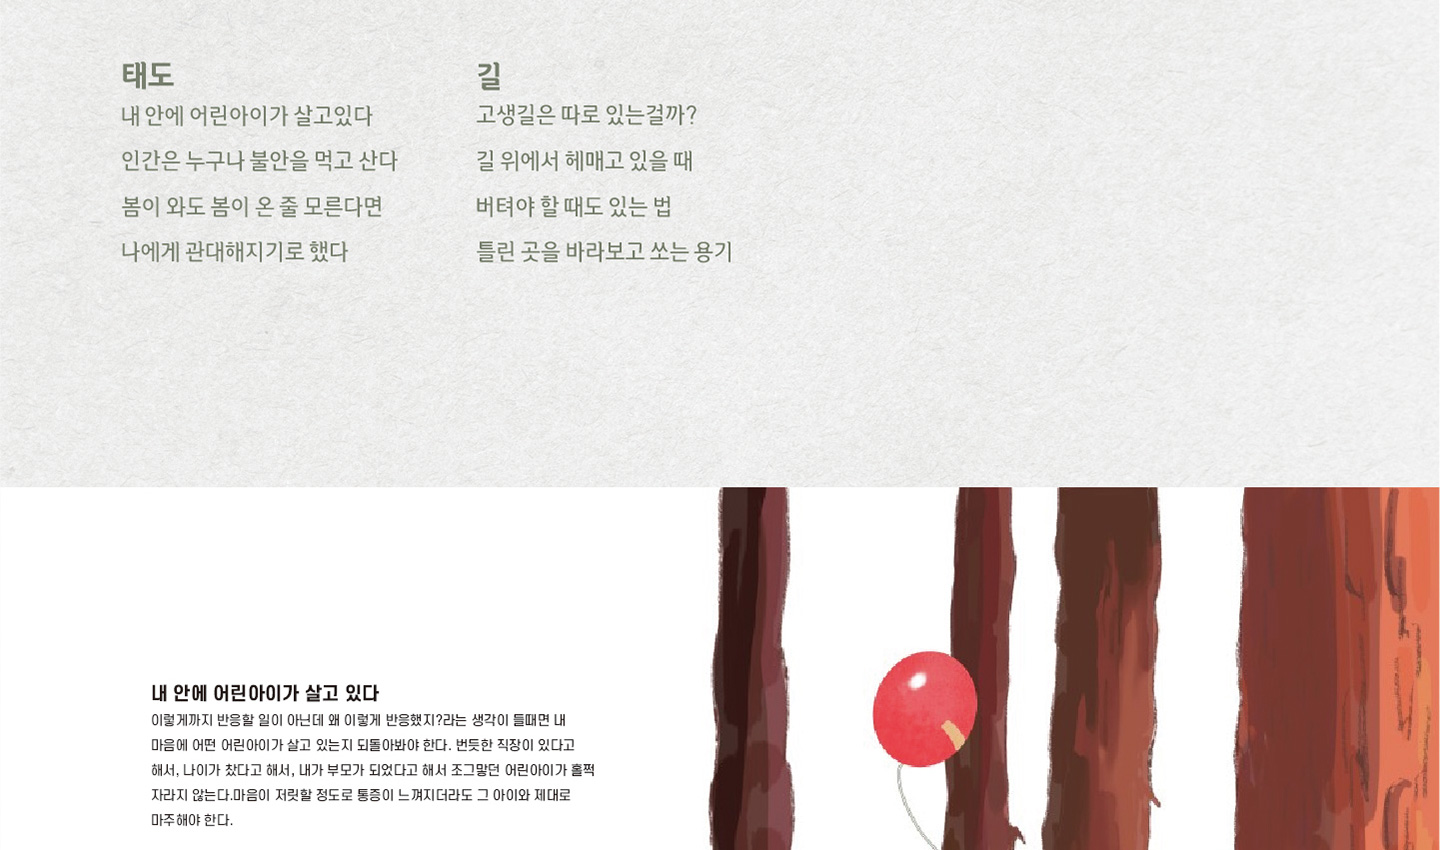 태도
내 안에 어린아이가 살고있다
인간은 누구나 불안을 먹고 산다
봄이 와도 봄이 온 줄 모른다면
나에게 관대해지기로 했다
길
고생길은 따로 있는걸까?
길 위에서 헤매고 있을 때
버텨야 할 때도 있는 법
틀린 곳을 바라보고 쏘는 용기
내 안에 어린아이가 살고 있다
이렇게까지 반응할 일이 아닌데 왜 이렇게 반응했지?라는 생각이 들때면 내
마음에 어떤 어린아이가 살고 있는지 되돌아봐야 한다. 번듯한 직장이 있다고
해서, 나이가 찼다고 해서, 내가 부모가 되었다고 해서 조그맣던 어린아이가 훌쩍
자라지 않는다.마음이 저릿할 정도로 통증이 느껴지더라도 그 아이와 제대로
마주해야 한다.